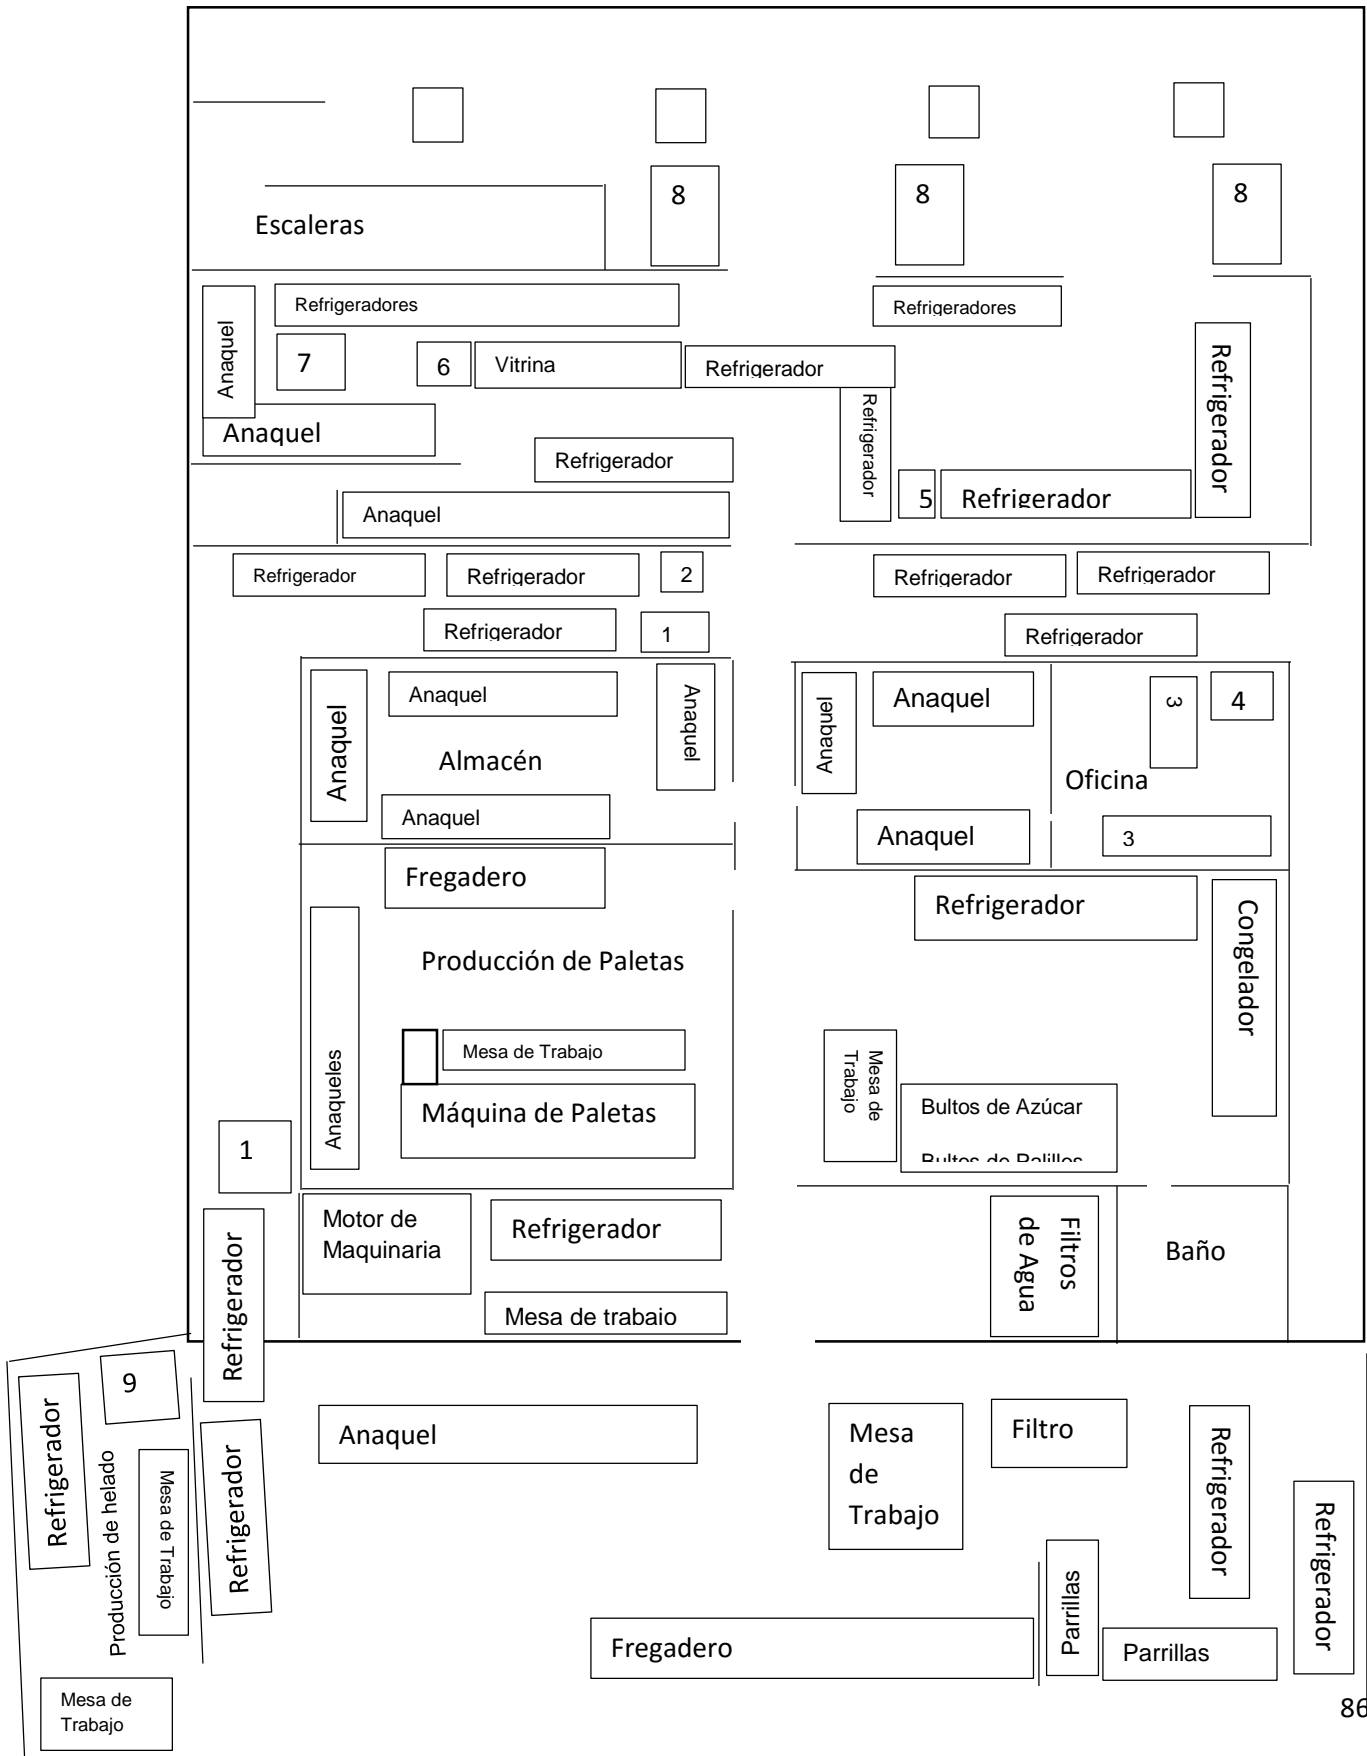 8
8
8
Escaleras
Anaquel
Refrigeradores
Refrigeradores
7
6
Vitrina
Refrigerador
Refrigerador
Refrigerador
Anaquel
Refrigerador
5
Refrigerador
Anaquel
Refrigerador
Refrigerador
2
Refrigerador
Refrigerador
Refrigerador
1
Refrigerador
Anaquel
Anaquel
Anaquel
Almacén
Anaquel
Anaquel
Anaquel
3
4
Oficina
Anaquel
3
Fregadero
Refrigerador
Congelador
Producción de Paletas
Anaqueles
Mesa de Trabajo
Máquina de Paletas
Mesa de
Trabajo
Bultos de Azúcar
Bultos de Palillos
1
Motor de
Maquinaria
Refrigerador
Refrigerador
Mesa de trabajo
Filtros
de Agua
Baño
9
Refrigerador
Producción de helado
Mesa de Trabajo
Refrigerador
Anaquel
Mesa
de
Trabajo
Filtro
Refrigerador
Refrigerador
Fregadero
Parrillas
Parrillas
Mesa de
Trabajo
86